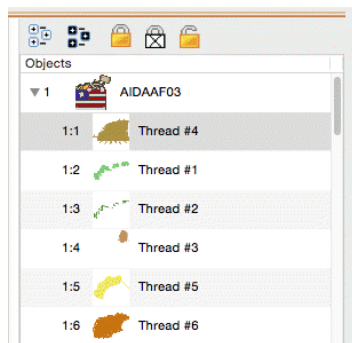 Objects
1 AIDAAF03
1:1 Thread #4
1:2 Thread #1
1:3 Thread #2
1:4 Thread #3
1:5 Thread #5
1:6 Thread #6